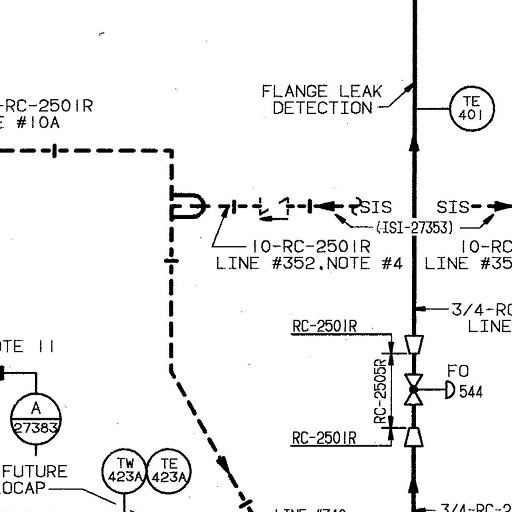 FLANGE LEAK
DETECTION
TE
401
-RC-2501R
E #10A
SIS
SIS
(ISI-27353)
10-RC-2501R
LINE #352,NOTE #4
10-RC
LINE #35
3/4-RC
LINE
RC-2501R
OTE 11
RC-2505R
FO
544
A
27383
RC-2501R
TW
423A
TE
423A
FUTURE
OCAP
3/4-RC-2